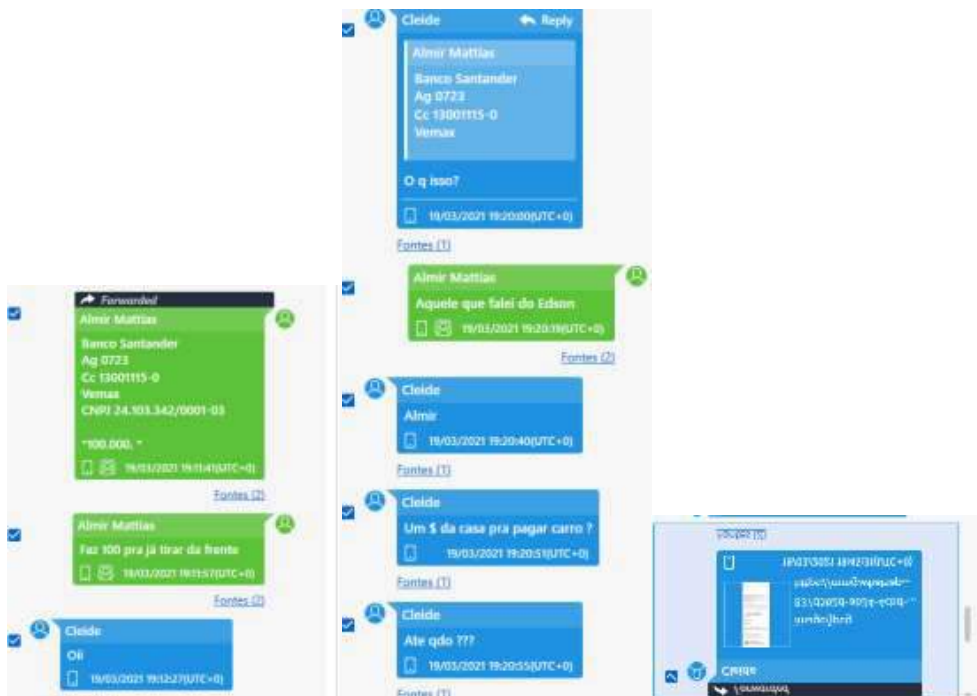 Forwarded
Almir Mattias
Banco Santander
Ag 0723
Cc 13001115-0
Vemax
CNPJ 24.103.342/0001-03
*100.000. *
19/03/2021 19:11:41(UTC+0)
Fontes (2)
Almir Mattias
Faz 100 pra já tirar da frente
19/03/2021 19:11:57(UTC+0)
Fontes (2)
Cleide
Oii
19/03/2021 19:12:27(UTC+0)
Cleide
Reply
Almir Mattias
Banco Santander
Ag 0723
Cc 13001115-0
Vemax
O q isso?
19/03/2021 19:20:00(UTC+0)
Fontes (1)
Almir Mattias
Aquele que falei do Edson
19/03/2021 19:20:19(UTC+0)
Fontes (2)
Cleide
Almir
19/03/2021 19:20:40(UTC+0)
Fontes (1)
Cleide
Um $ da casa pra pagar carro ?
19/03/2021 19:20:51(UTC+0)
Fontes (1)
Cleide
Ate qdo ???
19/03/2021 19:20:55(UTC+0)
Fontes (1)
Forwarded
Cleide